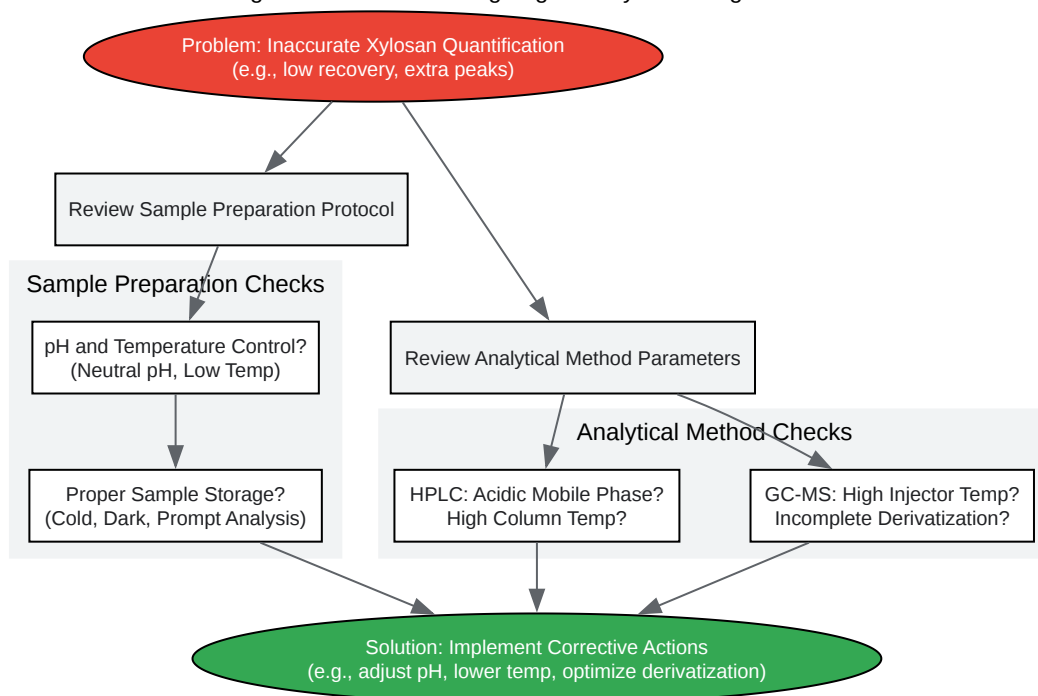 Problem: Inaccurate Xylosan Quantification
(e.g., low recovery, extra peaks)
Review Sample Preparation Protocol
Sample Preparation Checks
pH and Temperature Control?
(Neutral pH, Low Temp)
Review Analytical Method Parameters
Analytical Method Checks
Proper Sample Storage?
(Cold, Dark, Prompt Analysis)
HPLC: Acidic Mobile Phase?
High Column Temp?
GC-MS: High Injector Temp?
Incomplete Derivatization?
Solution: Implement Corrective Actions
(e.g., adjust pH, lower temp, optimize derivatization)